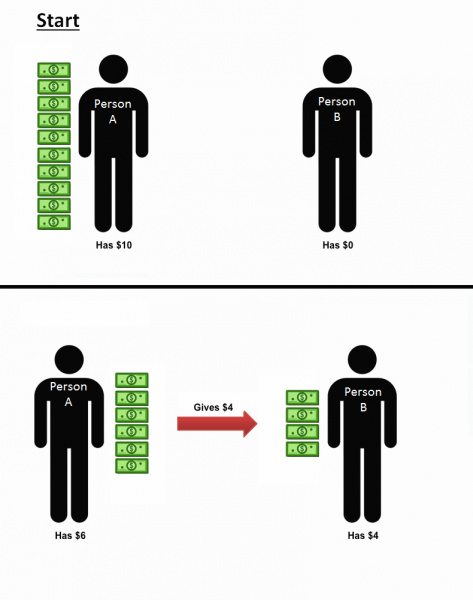 Start
Person
A
Person
B
Has $10
Has $0
Person
A
Gives $4
Person
B
Has $6
Has $4